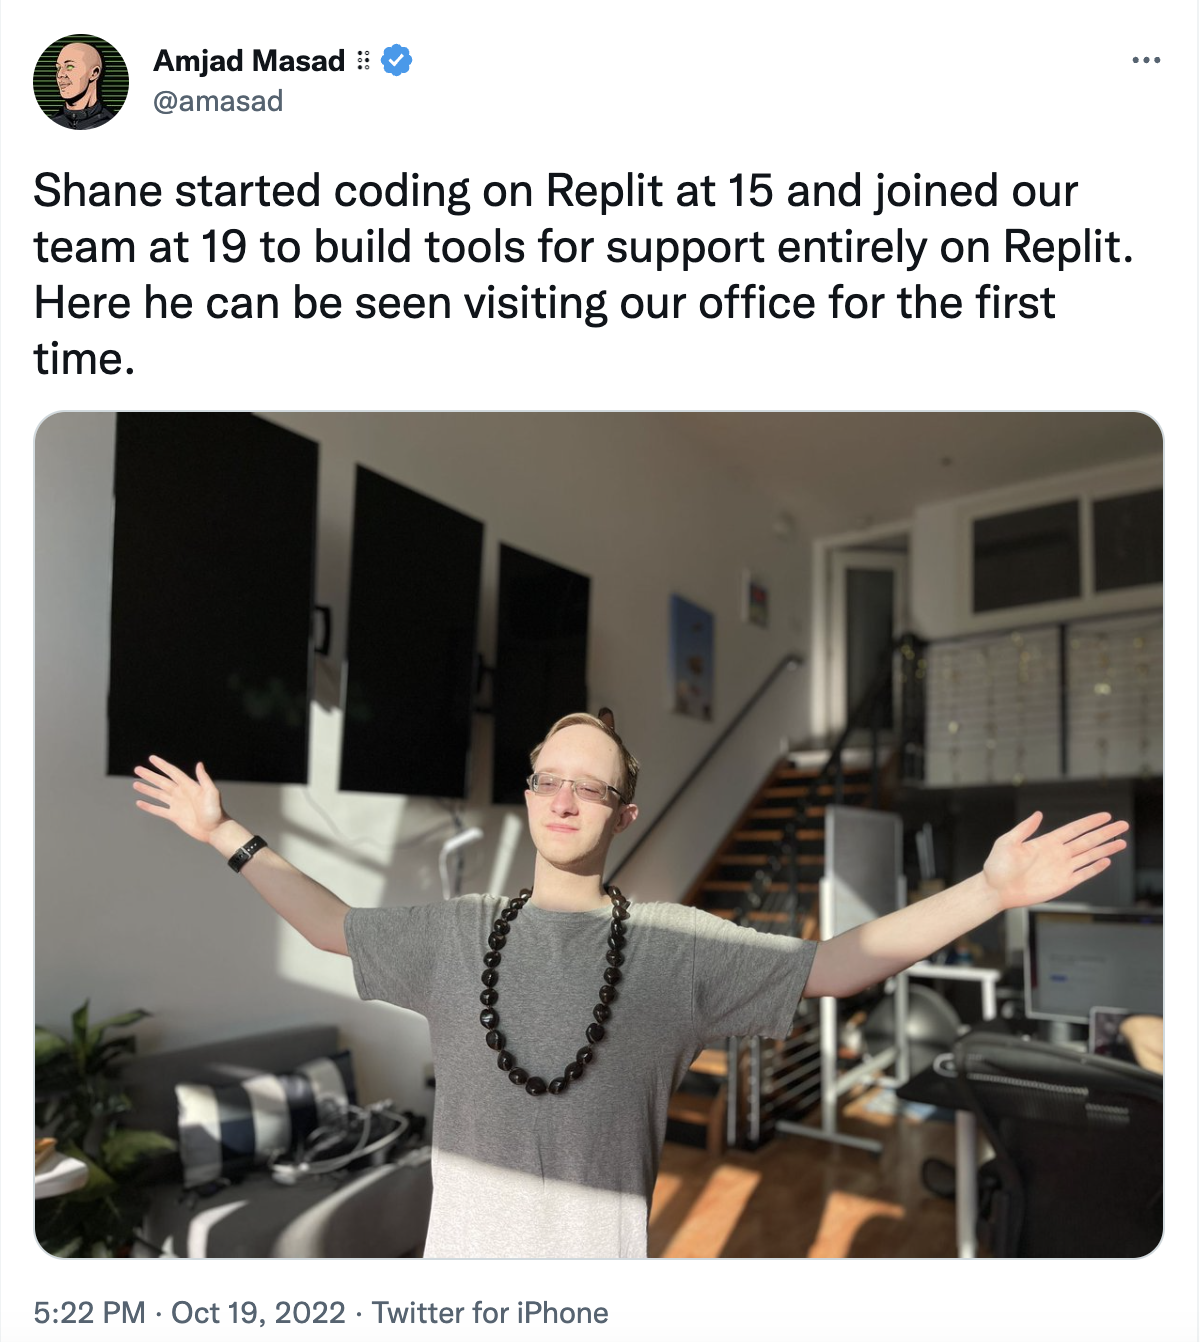 Amjad Masad ⠿
@amasad
Shane started coding on Replit at 15 and joined our
team at 19 to build tools for support entirely on Replit.
Here he can be seen visiting our office for the first
time.
5:22 PM · Oct 19, 2022 · Twitter for iPhone